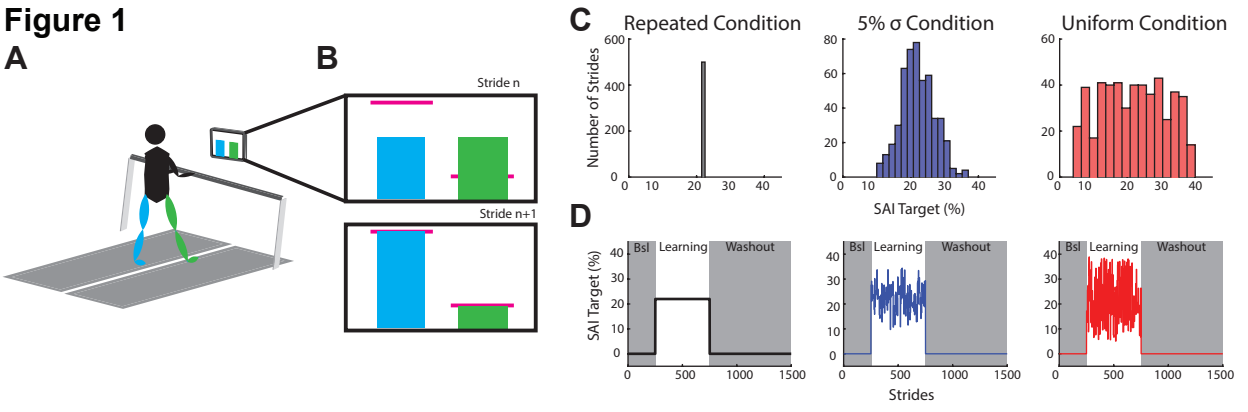 Figure 1
A
B
Stride n
Stride n+1
C
Repeated Condition
5% σ Condition
Uniform Condition
Number of Strides
600
400
200
0
0 10 20 30 40
80
60
40
20
0
0 10 20 30 40
SAI Target (%)
60
40
20
0
0 10 20 30 40
D
SAI Target (%)
Bsl Learning Washout
40
30
20
10
0
0 500 1000 1500
Bsl Learning Washout
40
30
20
10
0
0 500 1000 1500
Strides
Bsl Learning Washout
40
30
20
10
0
0 500 1000 1500